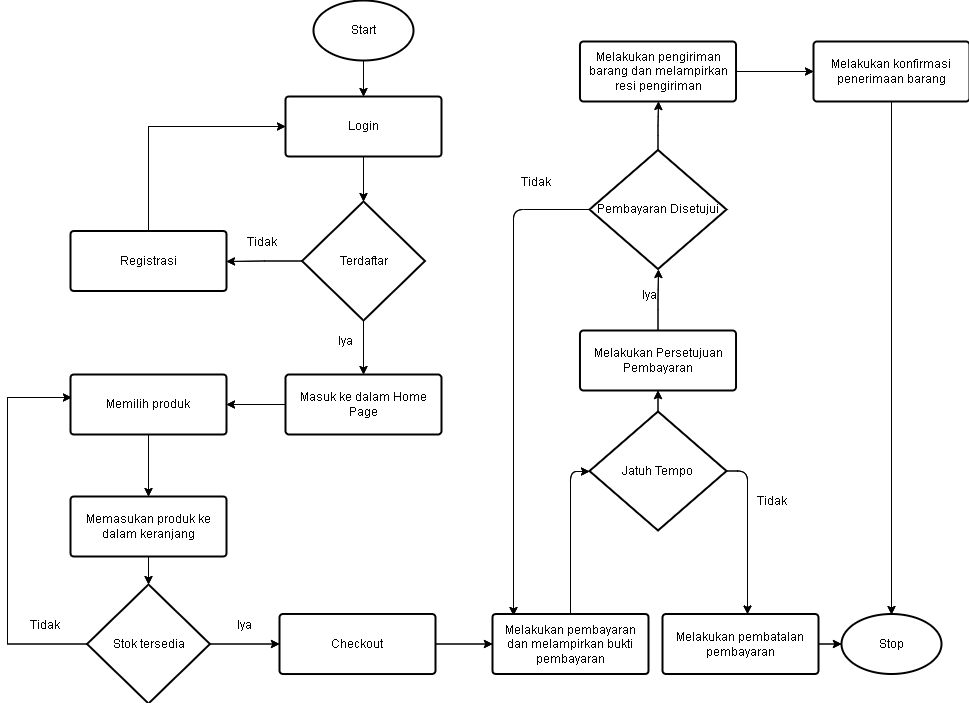 Start
Login
Tidak
Registrasi
Terdaftar
Iya
Masuk ke dalam Home
Page
Memilih produk
Memasukan produk ke
dalam keranjang
Stok tersedia
Tidak
Iya
Checkout
Melakukan pembayaran
dan melampirkan bukti
pembayaran
Jatuh Tempo
Tidak
Melakukan pembatalan
pembayaran
Melakukan Persetujuan
Pembayaran
Iya
Pembayaran Disetujui
Tidak
Melakukan pengiriman
barang dan melampirkan
resi pengiriman
Melakukan konfirmasi
penerimaan barang
Stop